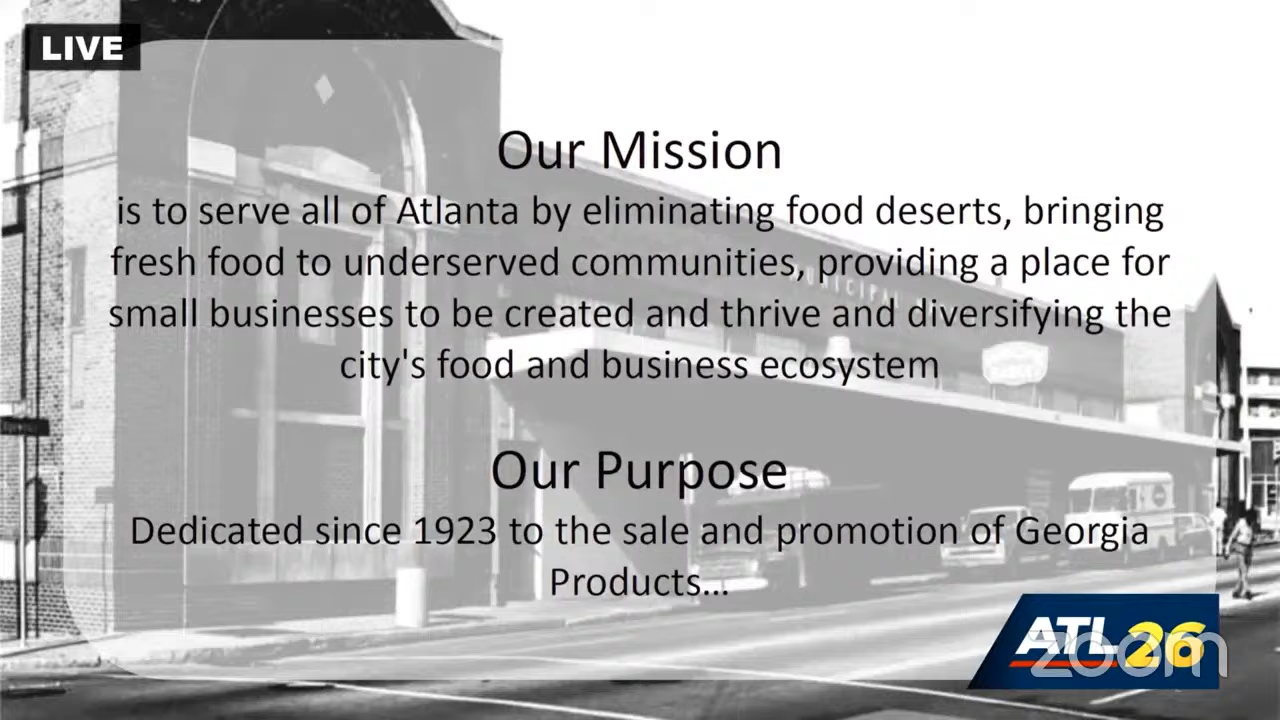 LIVE
Our Mission
is to serve all of Atlanta by eliminating food deserts, bringing
fresh food to underserved communities, providing a place for
small businesses to be created and thrive and diversifying the
city's food and business ecosystem
MUNICIPAL
Our Purpose
Dedicated since 1923 to the sale and promotion of Georgia
Products...
ATL 26
zoom